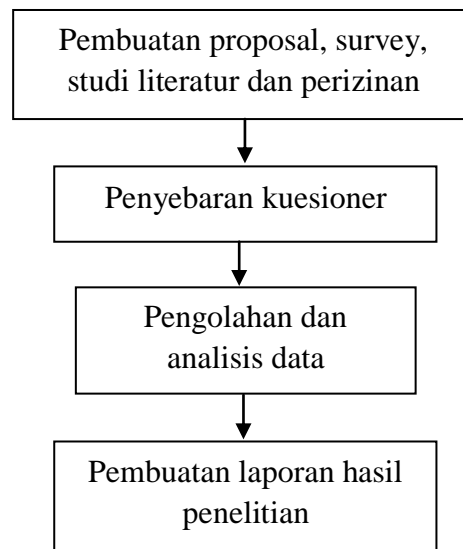 Pembuatan proposal, survey,
studi literatur dan perizinan
Penyebaran kuesioner
Pengolahan dan
analisis data
Pembuatan laporan hasil
penelitian